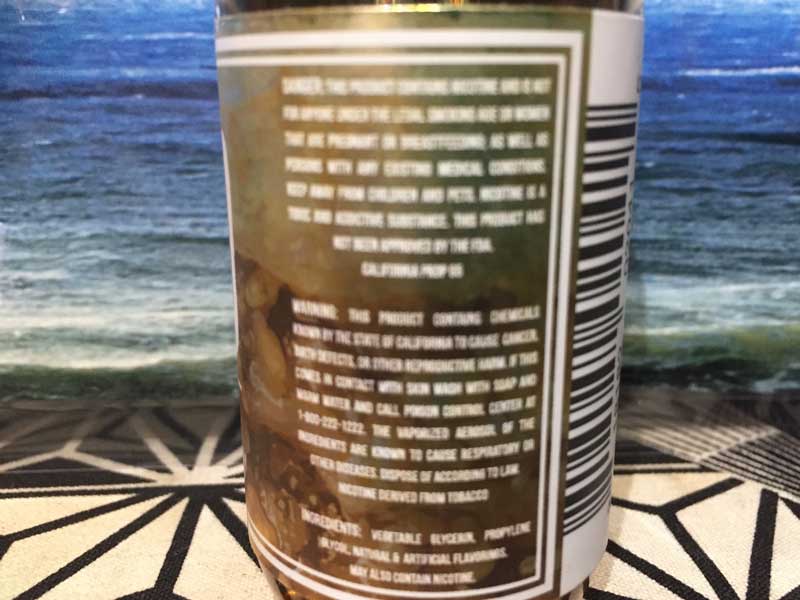 DANGER: THIS PRODUCT CONTAINS NICOTINE AND IS NOT
FOR ANYONE UNDER THE LEGAL SMOKING AGE OR WOMEN
THAT ARE PREGNANT OR BREASTFEEDING, AS WELL AS
PERSONS WITH ANY EXISTING MEDICAL CONDITIONS.
KEEP AWAY FROM CHILDREN AND PETS. NICOTINE IS A
TOXIC AND ADDICTIVE SUBSTANCE. THIS PRODUCT HAS
NOT BEEN APPROVED BY THE FDA.
CALIFORNIA PROP 65
WARNING: THIS PRODUCT CONTAINS CHEMICALS
KNOWN BY THE STATE OF CALIFORNIA TO CAUSE CANCER,
BIRTH DEFECTS, OR OTHER REPRODUCTIVE HARM. IF THIS
COMES IN CONTACT WITH SKIN WASH WITH SOAP AND
WARM WATER AND CALL POISON CONTROL CENTER AT
1-800-222-1222. THE VAPORIZED AEROSOL OF THE
INGREDIENTS ARE KNOWN TO CAUSE RESPIRATORY OR
OTHER DISEASES. DISPOSE OF ACCORDING TO LAW.
NICOTINE DERIVED FROM TOBACCO
INGREDIENTS: VEGETABLE GLYCERIN, PROPYLENE
GLYCOL, NATURAL & ARTIFICIAL FLAVORINGS.
MAY ALSO CONTAIN NICOTINE.